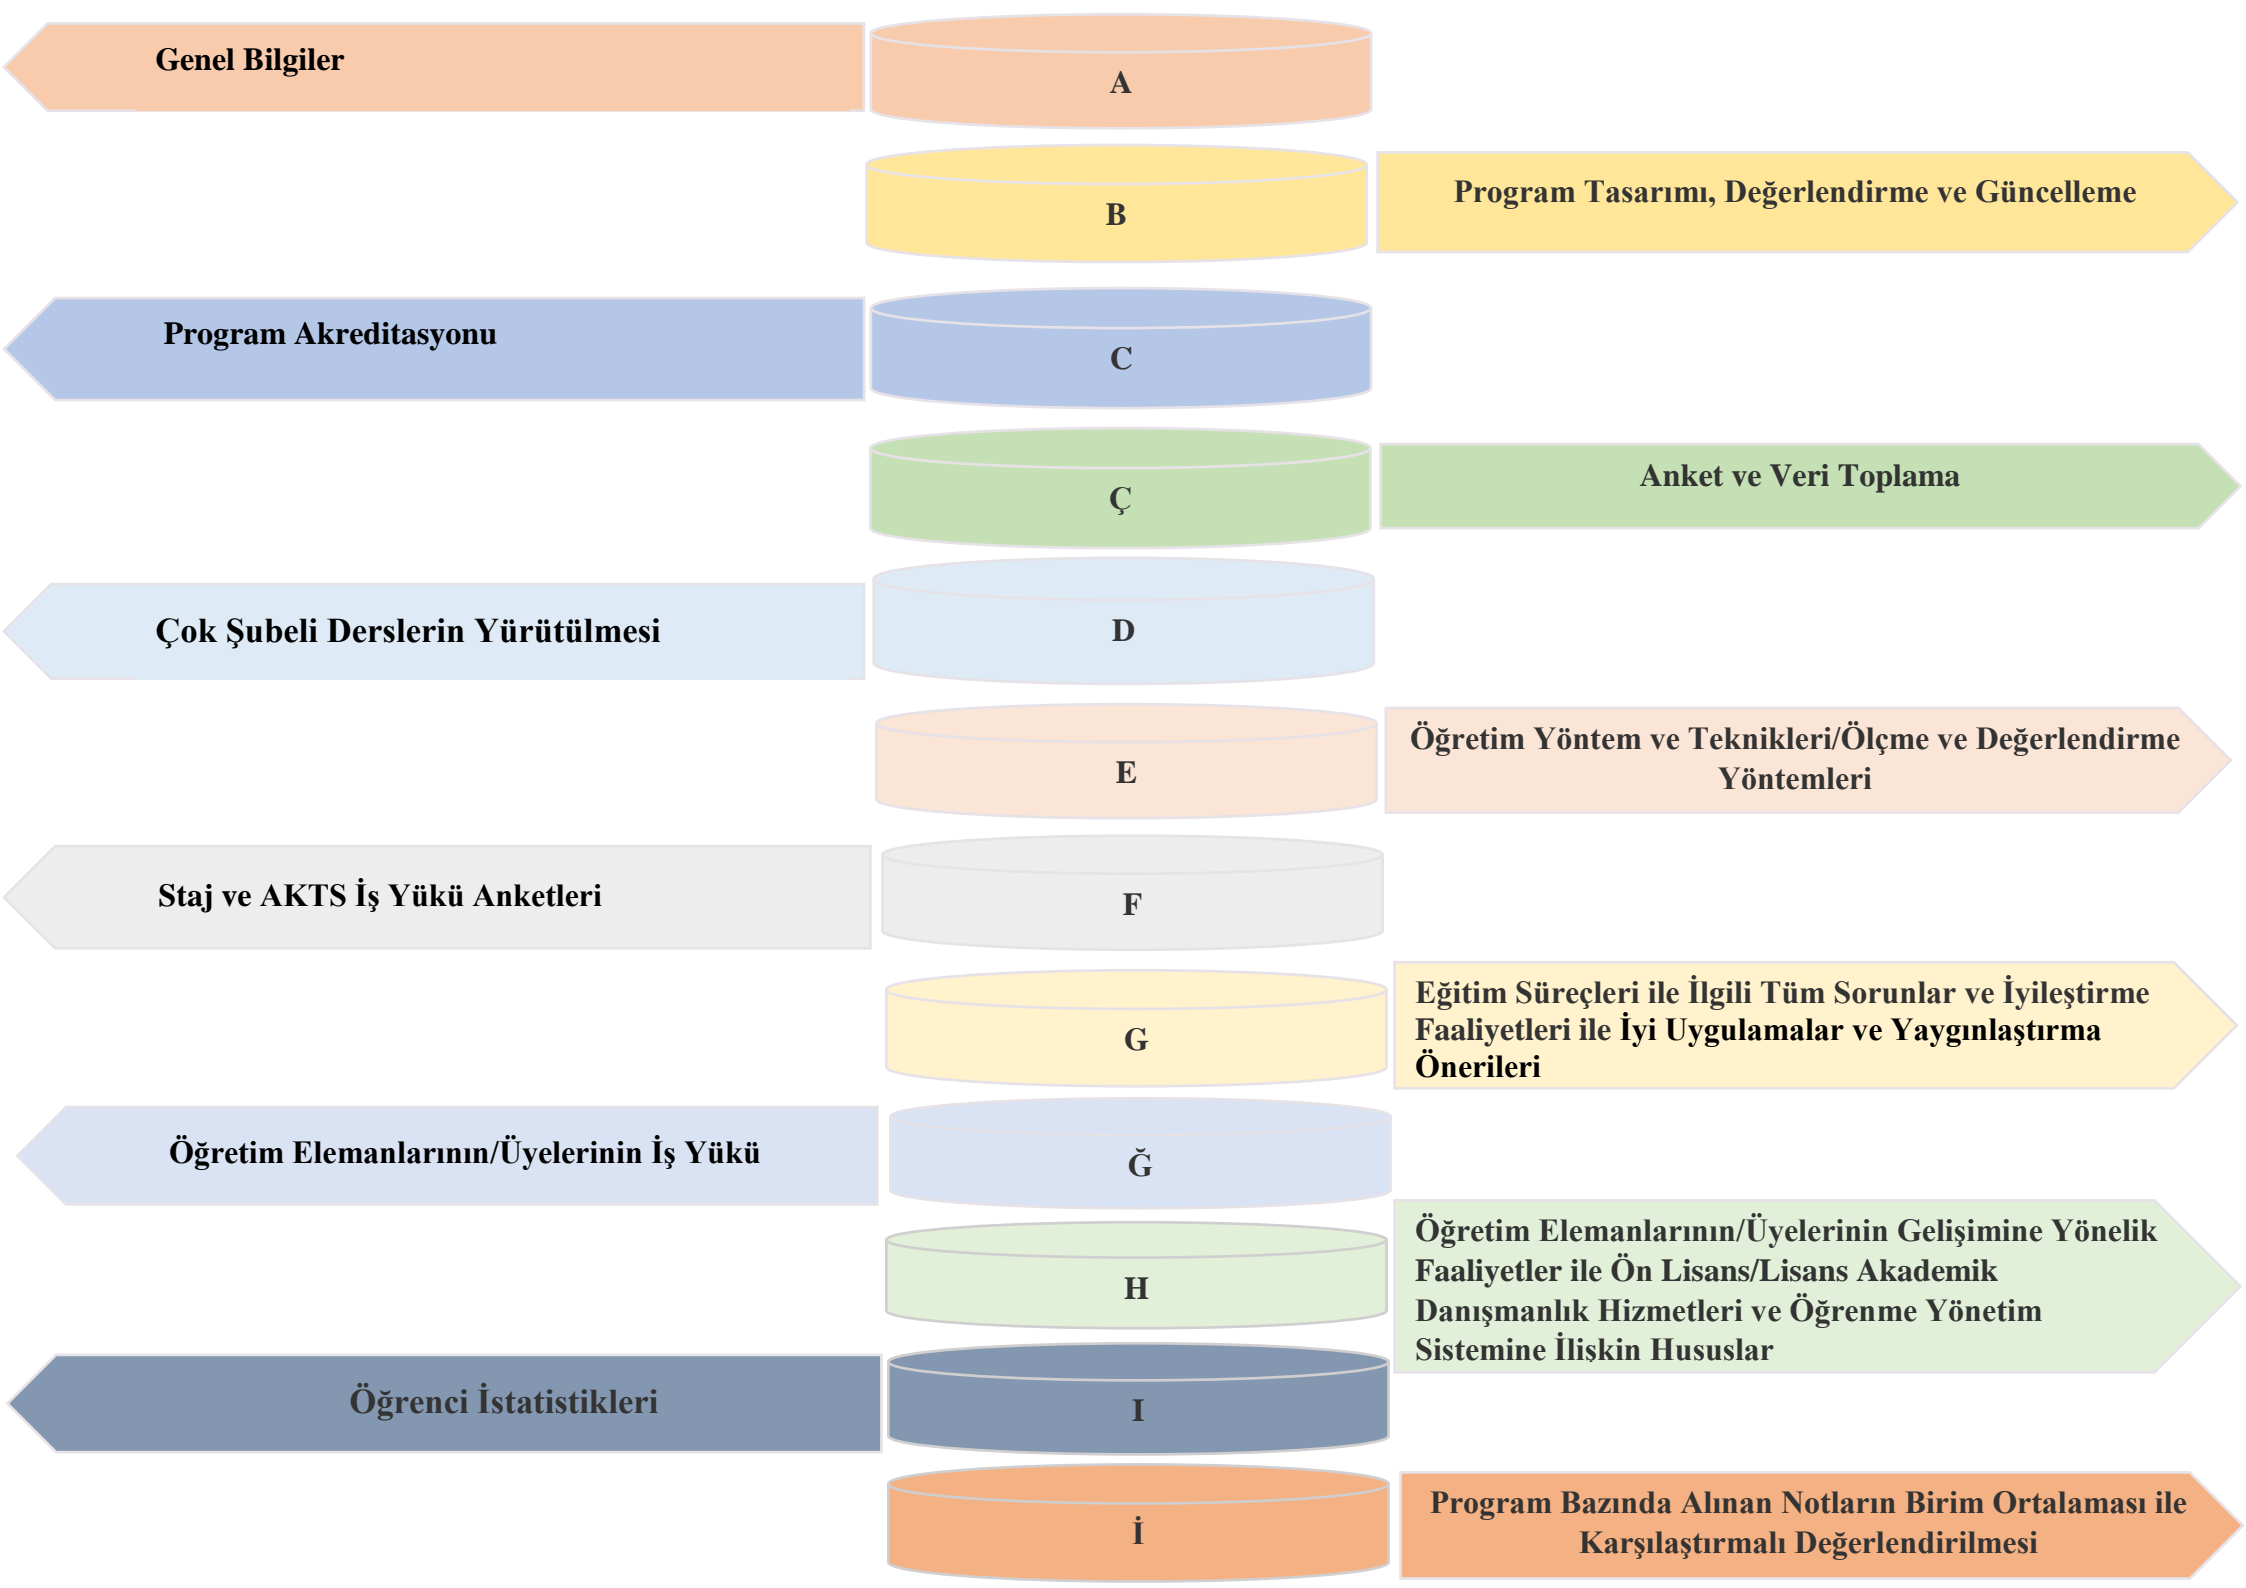 Genel Bilgiler
A
B
Program Tasarımı, Değerlendirme ve Güncelleme
Program Akreditasyonu
C
Ç
Anket ve Veri Toplama
Çok Şubeli Derslerin Yürütülmesi
D
E
Öğretim Yöntem ve Teknikleri/Ölçme ve Değerlendirme
Yöntemleri
Staj ve AKTS İş Yükü Anketleri
F
G
Eğitim Süreçleri ile İlgili Tüm Sorunlar ve İyileştirme
Faaliyetleri ile İyi Uygulamalar ve Yaygınlaştırma
Önerileri
Öğretim Elemanlarının/Üyelerinin İş Yükü
Ğ
H
Öğretim Elemanlarının/Üyelerinin Gelişimine Yönelik
Faaliyetler ile Ön Lisans/Lisans Akademik
Danışmanlık Hizmetleri ve Öğrenme Yönetim
Sistemine İlişkin Hususlar
Öğrenci İstatistikleri
I
İ
Program Bazında Alınan Notların Birim Ortalaması ile
Karşılaştırmalı Değerlendirilmesi